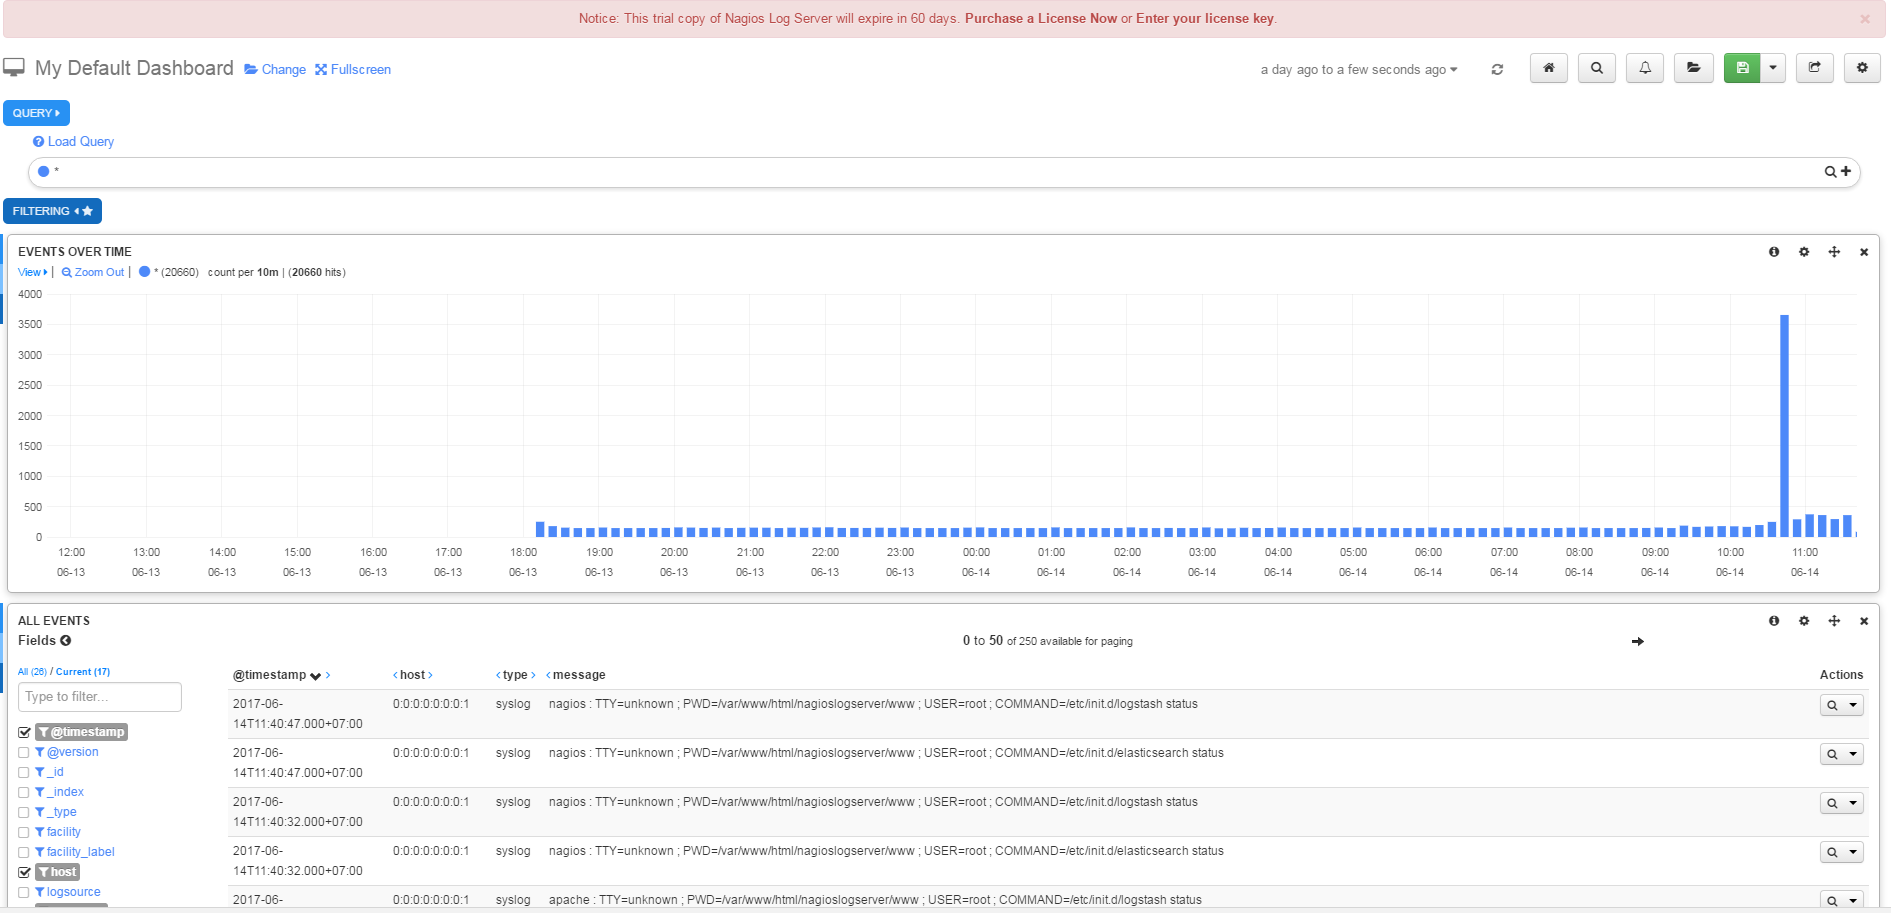 Notice: This trial copy of Nagios Log Server will expire in 60 days. Purchase a License Now or Enter your license key. ×
My Default Dashboard Change Fullscreen a day ago to a few seconds ago
QUERY
Load Query
*
FILTERING
EVENTS OVER TIME
View | Zoom Out | * (20660) count per 10m | (20660 hits)
4000
3500
3000
2500
2000
1500
1000
500
0
12:00 13:00 14:00 15:00 16:00 17:00 18:00 19:00 20:00 21:00 22:00 23:00 00:00 01:00 02:00 03:00 04:00 05:00 06:00 07:00 08:00 09:00 10:00 11:00
06-13 06-13 06-13 06-13 06-13 06-13 06-13 06-13 06-13 06-13 06-13 06-13 06-14 06-14 06-14 06-14 06-14 06-14 06-14 06-14 06-14 06-14 06-14 06-14
ALL EVENTS
Fields
0 to 50 of 250 available for paging
All (26) / Current (17)
Type to filter...
@timestamp
@version
_id
_index
_type
facility
facility_label
host
logsource
@timestamp host type message Actions
2017-06-14T11:40:47.000+07:00 0:0:0:0:0:0:0:1 syslog nagios : TTY=unknown ; PWD=/var/www/html/nagioslogserver/www ; USER=root ; COMMAND=/etc/init.d/logstash status
2017-06-14T11:40:47.000+07:00 0:0:0:0:0:0:0:1 syslog nagios : TTY=unknown ; PWD=/var/www/html/nagioslogserver/www ; USER=root ; COMMAND=/etc/init.d/elasticsearch status
2017-06-14T11:40:32.000+07:00 0:0:0:0:0:0:0:1 syslog nagios : TTY=unknown ; PWD=/var/www/html/nagioslogserver/www ; USER=root ; COMMAND=/etc/init.d/logstash status
2017-06-14T11:40:32.000+07:00 0:0:0:0:0:0:0:1 syslog nagios : TTY=unknown ; PWD=/var/www/html/nagioslogserver/www ; USER=root ; COMMAND=/etc/init.d/elasticsearch status
2017-06- 0:0:0:0:0:0:0:1 syslog apache : TTY=unknown ; PWD=/var/www/html/nagioslogserver/www ; USER=root ; COMMAND=/etc/init.d/logstash status